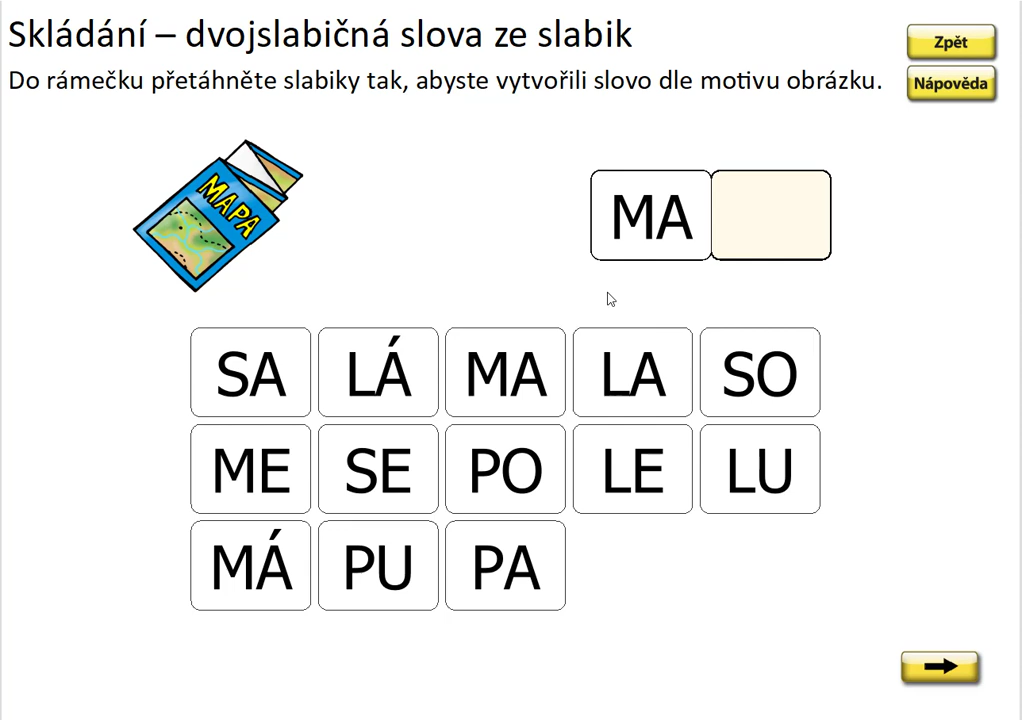 Skládání – dvojslabičná slova ze slabik
Zpět
Do rámečku přetáhněte slabiky tak, abyste vytvořili slovo dle motivu obrázku.
Nápověda
MAPA
MA
SA LÁ MA LA SO
ME SE PO LE LU
MÁ PU PA